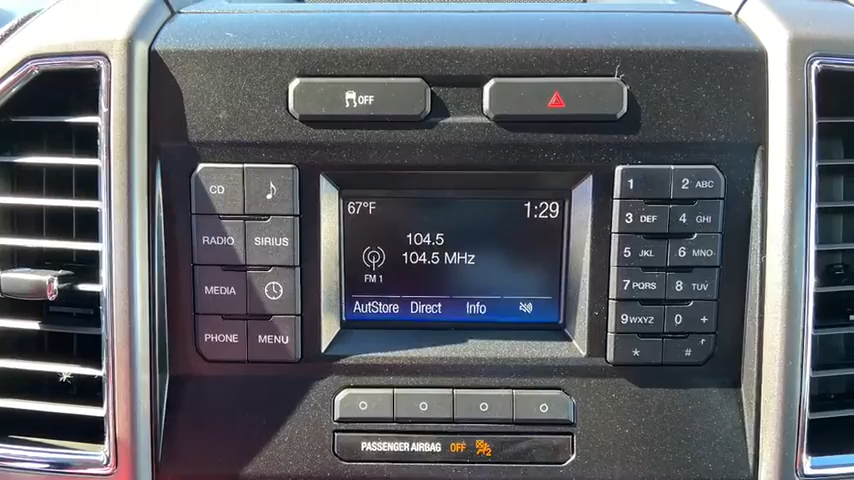 OFF
CD
RADIO SIRIUS
MEDIA
PHONE MENU
67°F 1:29
104.5
104.5 MHz
FM 1
AutStore Direct Info
1 2 ABC
3 DEF 4 GHI
5 JKL 6 MNO
7 PQRS 8 TUV
9 WXYZ 0 +
* #
PASSENGER AIRBAG OFF 2